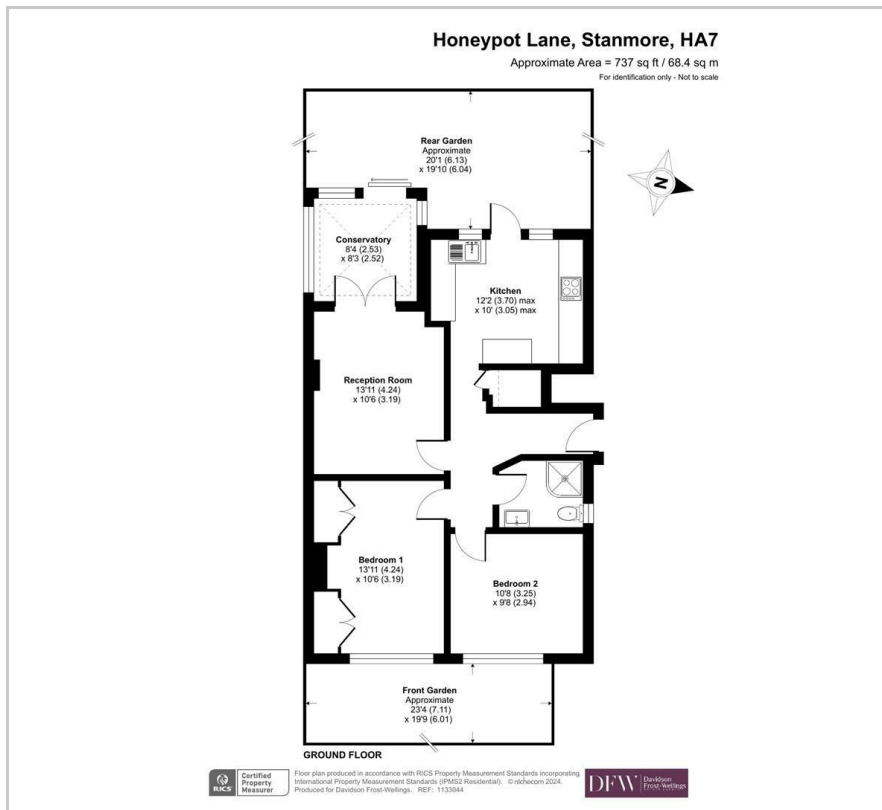 Honeypot Lane, Stanmore, HA7
Approximate Area = 737 sq ft / 68.4 sq m
For identification only - Not to scale
Rear Garden
Approximate
20'1 (6.13)
x 19'10 (6.04)
N
Conservatory
8'4 (2.53)
x 8'3 (2.52)
Kitchen
12'2 (3.70) max
x 10' (3.05) max
Reception Room
13'11 (4.24)
x 10'6 (3.19)
Bedroom 1
13'11 (4.24)
x 10'6 (3.19)
Bedroom 2
10'8 (3.25)
x 9'8 (2.94)
Front Garden
Approximate
23'4 (7.11)
x 19'9 (6.01)
GROUND FLOOR
RICS
Certified
Property
Measurer
Floor plan produced in accordance with RICS Property Measurement Standards incorporating
International Property Measurement Standards (IPMS2 Residential). © nichecom 2024.
Produced for Davidson Frost-Wellings. REF: 1133044
DFW
Davidson
Frost-Wellings